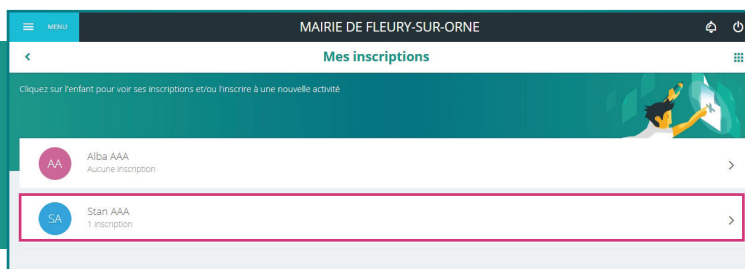 MENU
MAIRIE DE FLEURY-SUR-ORNE
Mes inscriptions
Cliquez sur l'enfant pour voir ses inscriptions et/ou l'inscrire à une nouvelle activité
AA
Alba AAA
Aucune inscription
SA
Stan AAA
1 inscription